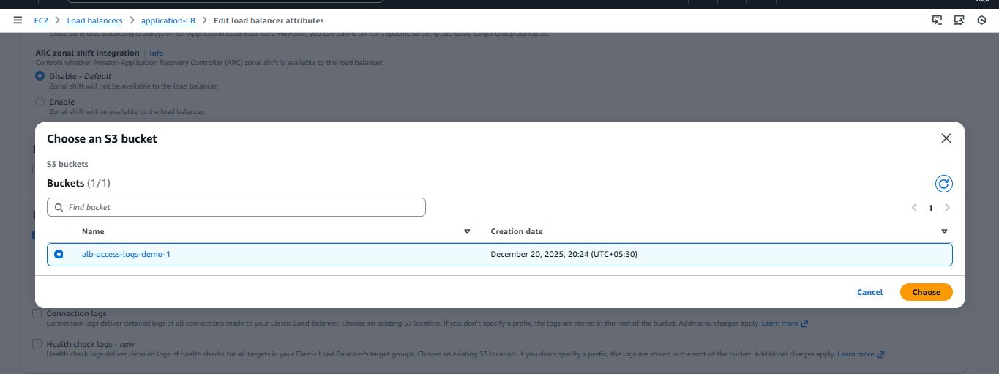 EC2 > Load balancers > application-LB > Edit load balancer attributes
Cross-zone load balancing is always on for Application Load Balancers. However, you can turn it off for a specific target group using target group attributes.
ARC zonal shift integration | Info
Controls whether Amazon Application Recovery Controller (ARC) zonal shift is available to the load balancer.
Disable - Default
Zonal shift will not be available to the load balancer.
Enable
Zonal shift will be available to the load balancer.
Choose an S3 bucket
S3 buckets
Buckets (1/1)
Find bucket
1
Name
Creation date
alb-access-logs-demo-1
December 20, 2025, 20:24 (UTC+05:30)
Cancel
Choose
Connection logs
Connection logs deliver detailed logs of all connections made to your Elastic Load Balancer. Choose an existing S3 location. If you don't specify a prefix, the logs are stored in the root of the bucket. Additional charges apply. Learn more
Health check logs - new
Health check logs deliver detailed logs of health checks for all targets in your Elastic Load Balancer's target groups. Choose an existing S3 location. If you don't specify a prefix, the logs are stored in the root of the bucket. Additional charges apply. Learn more